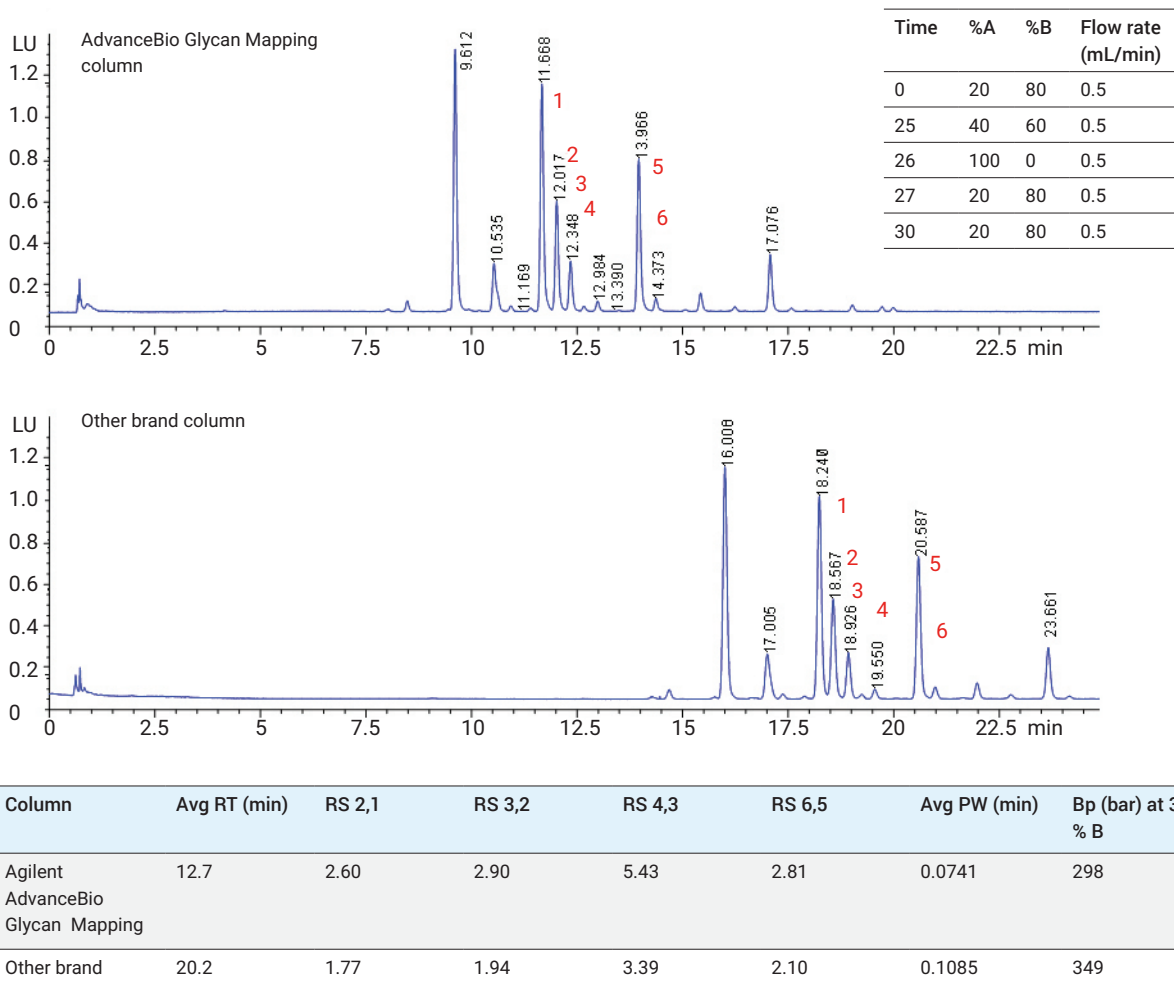 LU
AdvanceBio Glycan Mapping
column
1.2
1.0
0.8
0.6
0.4
0.2
0
9.612
10.535
11.169
11.668
1
12.017
2
3
12.348
4
12.984
13.390
13.966
5
14.373
6
17.076
0 2.5 5 7.5 10 12.5 15 17.5 20 22.5 min
Time %A %B Flow rate
(mL/min)
0 20 80 0.5
25 40 60 0.5
26 100 0 0.5
27 20 80 0.5
30 20 80 0.5
LU
Other brand column
1.2
1.0
0.8
0.6
0.4
0.2
0
17.005
1
18.567
2
18.926
3
19.550
4
20.587
5
6
23.661
0 2.5 5 7.5 10 12.5 15 17.5 20 22.5 min
Column Avg RT (min) RS 2,1 RS 3,2 RS 4,3 RS 6,5 Avg PW (min) Bp (bar) at
% B
Agilent 12.7 2.60 2.90 5.43 2.81 0.0741 298
AdvanceBio
Glycan Mapping
Other brand 20.2 1.77 1.94 3.39 2.10 0.1085 349